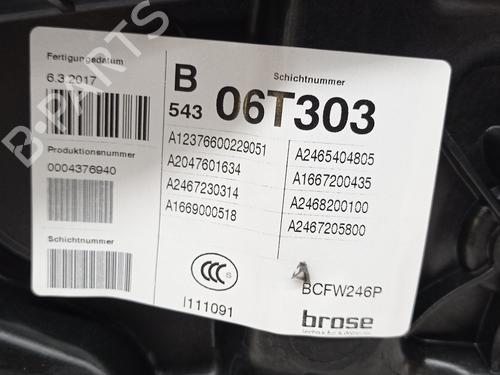 Fertigungsdatum
6.3.2017
Produktionsnummer
0004376940
Schichtnummer
B
543
Schichtnummer
06T303
A12376600229051
A2047601634
A2467230314
A1669000518
A2465404805
A1667200435
A2468200100
A2467205800
CCC S
I111091
BCFW246P
brose
B-PARTS